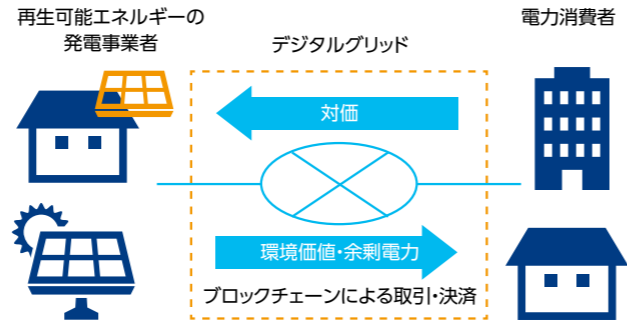 再生可能エネルギーの
発電事業者
デジタルグリッド
電力消費者
対価
環境価値・余剰電力
ブロックチェーンによる取引・決済